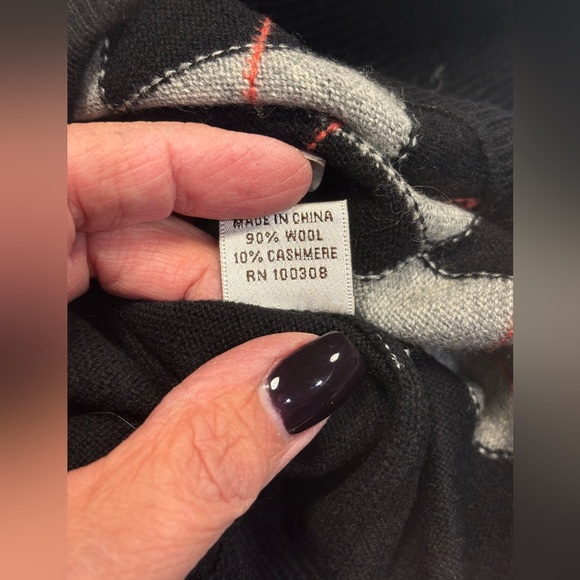 MADE IN CHINA
90% WOOL
10% CASHMERE
RN 100308